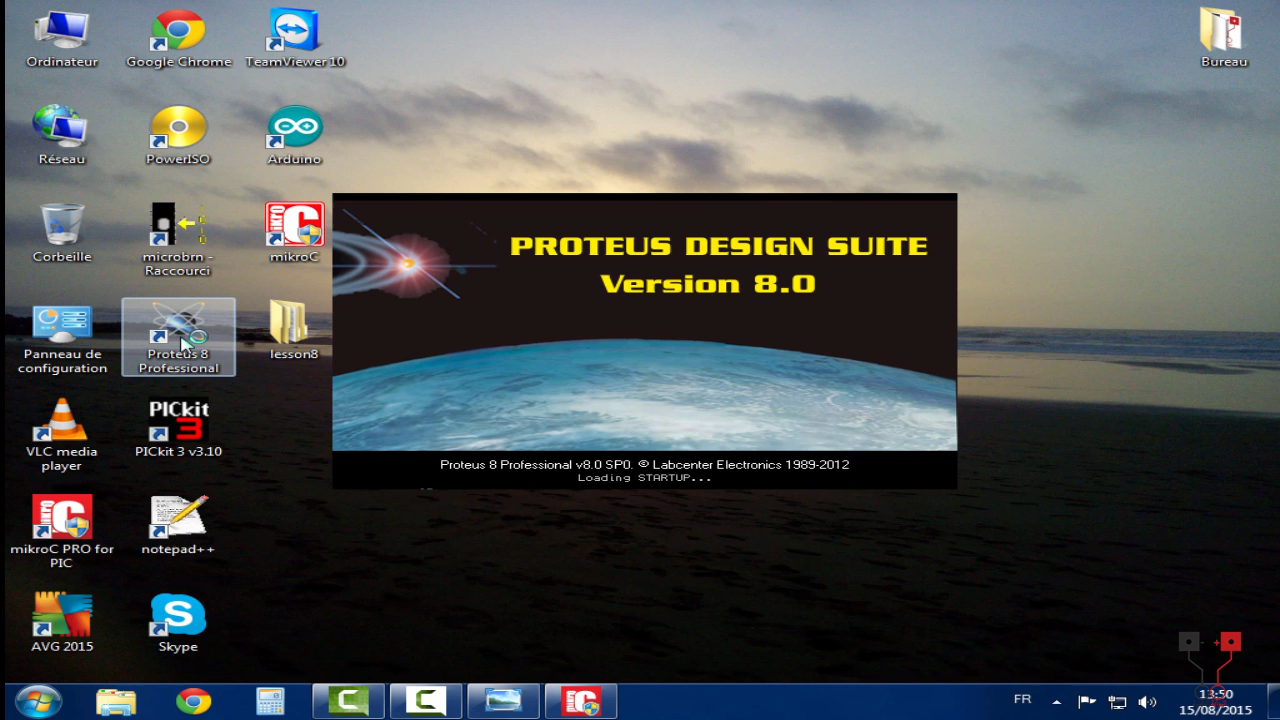 Ordinateur
Google Chrome
TeamViewer 10
Bureau
Réseau
PowerISO
Arduino
Corbeille
microbrn -
Raccourci
mikroC
PROTEUS DESIGN SUITE
Version 8.0
Panneau de
configuration
Proteus 8
Professional
lesson8
Proteus 8 Professional v8.0 SP0. © Labcenter Electronics 1989-2012
Loading STARTUP...
VLC media
player
PICkit
3
PICkit 3 v3.10
mikroC PRO for
PIC
notepad++
AVG 2015
Skype
FR
13:50
15/08/2015